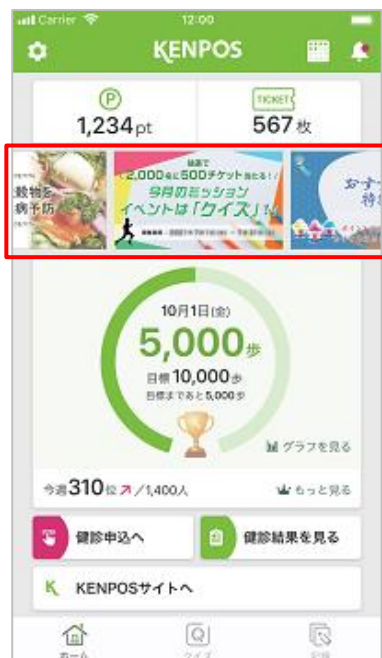 Carrier 12:00
KENPOS
P TICKET
1,234pt 567枚
穀物を
病予防
抽選で
2,000名に500チケット当たる!
今月のミッション
イベントは「クイズ」!
おす
待
10月1日(金)
5,000歩
目標 10,000歩
目標まであと5,000歩
グラフを見る
今週310位 /1,400人 もっと見る
健診申込へ 健診結果を見る
KENPOSサイトへ
ホーム クイズ 記録